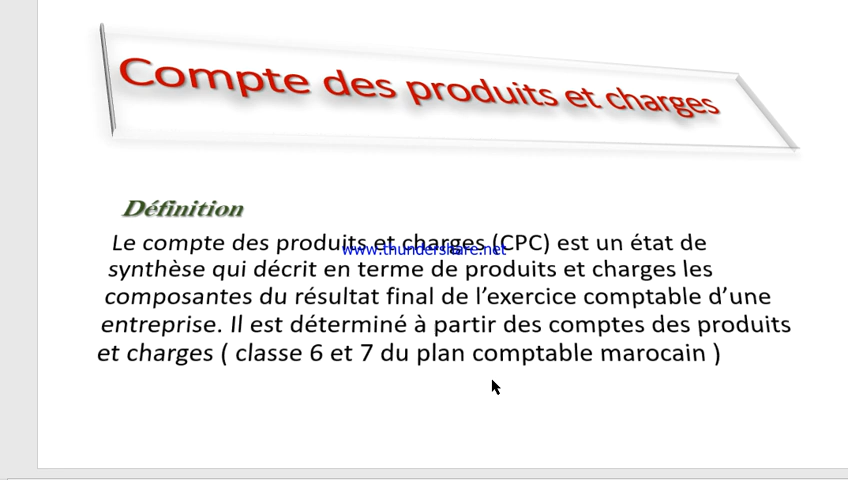 Compte des produits et charges
Définition
Le compte des produits et charges (CPC) est un état de
www.thundershare.net
synthèse qui décrit en terme de produits et charges les
composantes du résultat final de l’exercice comptable d’une
entreprise. Il est déterminé à partir des comptes des produits
et charges ( classe 6 et 7 du plan comptable marocain )